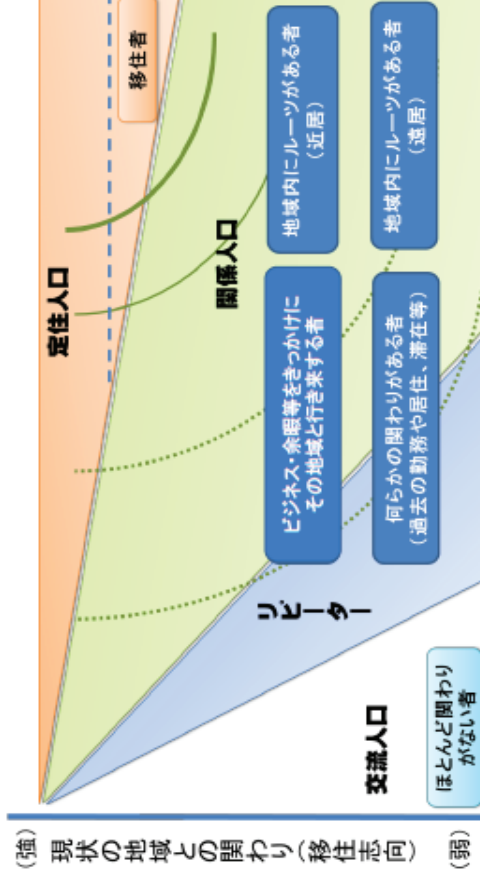 (強)
現状の地域との関わり(移住志向)
(弱)
定住人口
移住者
関係人口
地域内にルーツがある者
(近居)
ビジネス・余暇等をきっかけに
その地域と行き来する者
地域内にルーツがある者
(遠居)
何らかの関わりがある者
(過去の勤務や居住、滞在等)
リピーター
交流人口
ほとんど関わり
がない者